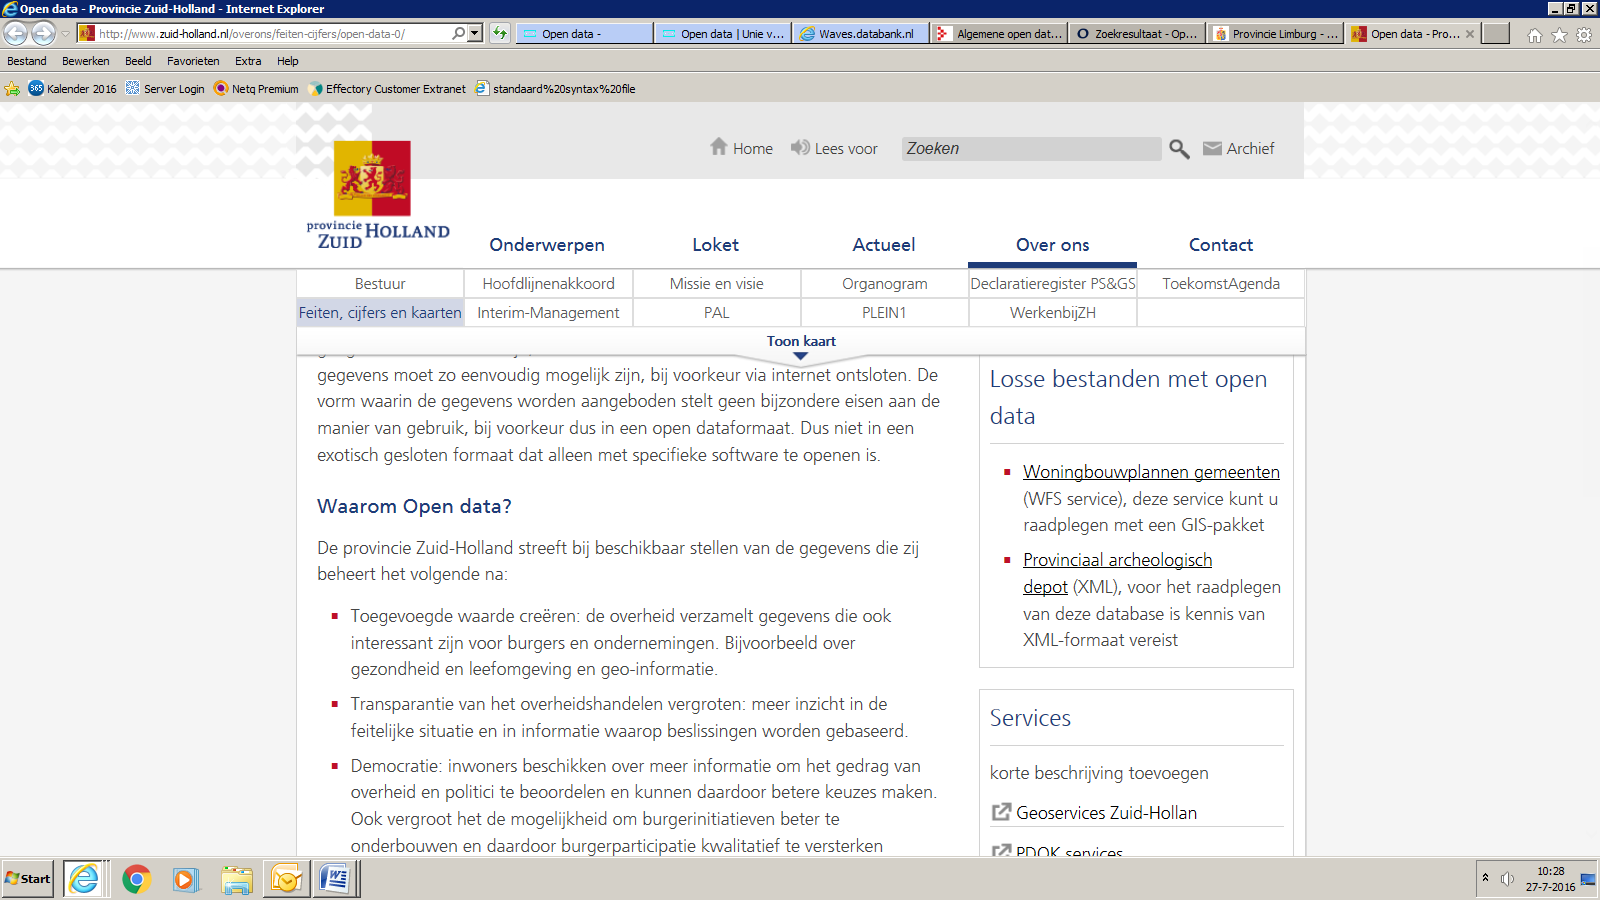 Open data - Provincie Zuid-Holland - Internet Explorer
http://www.zuid-holland.nl/overons/feiten-cijfers/open-data-0/
Open data -
Open data | Unie v...
Waves.databank.nl
Algemene open dat...
Zoekresultaat - Op...
Provincie Limburg - ...
Open data - Pro...
Bestand Bewerken Beeld Favorieten Extra Help
365 Kalender 2016 Server Login Netq Premium Effectory Customer Extranet standaard%20syntax%20file
Home Lees voor Zoeken Archief
provincie
ZUID HOLLAND
Onderwerpen Loket Actueel Over ons Contact
Bestuur Hoofdlijnenakkoord Missie en visie Organogram Declaratieregister PS&GS ToekomstAgenda
Feiten, cijfers en kaarten Interim-Management PAL PLEIN1 WerkenbijZH
Toon kaart
gegevens moet zo eenvoudig mogelijk zijn, bij voorkeur via internet ontsloten. De
vorm waarin de gegevens worden aangeboden stelt geen bijzondere eisen aan de
manier van gebruik, bij voorkeur dus in een open dataformaat. Dus niet in een
exotisch gesloten formaat dat alleen met specifieke software te openen is.
Waarom Open data?
De provincie Zuid-Holland streeft bij beschikbaar stellen van de gegevens die zij
beheert het volgende na:
Toegevoegde waarde creëren: de overheid verzamelt gegevens die ook
interessant zijn voor burgers en ondernemingen. Bijvoorbeeld over
gezondheid en leefomgeving en geo-informatie.
Transparantie van het overheidshandelen vergroten: meer inzicht in de
feitelijke situatie en in informatie waarop beslissingen worden gebaseerd.
Democratie: inwoners beschikken over meer informatie om het gedrag van
overheid en politici te beoordelen en kunnen daardoor betere keuzes maken.
Ook vergroot het de mogelijkheid om burgerinitiatieven beter te
onderbouwen en daardoor burgerparticipatie kwalitatief te versterken
Losse bestanden met open
data
Woningbouwplannen gemeenten
(WFS service), deze service kunt u
raadplegen met een GIS-pakket
Provinciaal archeologisch
depot (XML), voor het raadplegen
van deze database is kennis van
XML-formaat vereist
Services
korte beschrijving toevoegen
Geoservices Zuid-Hollan
PDOK services
Start
10:28
27-7-2016